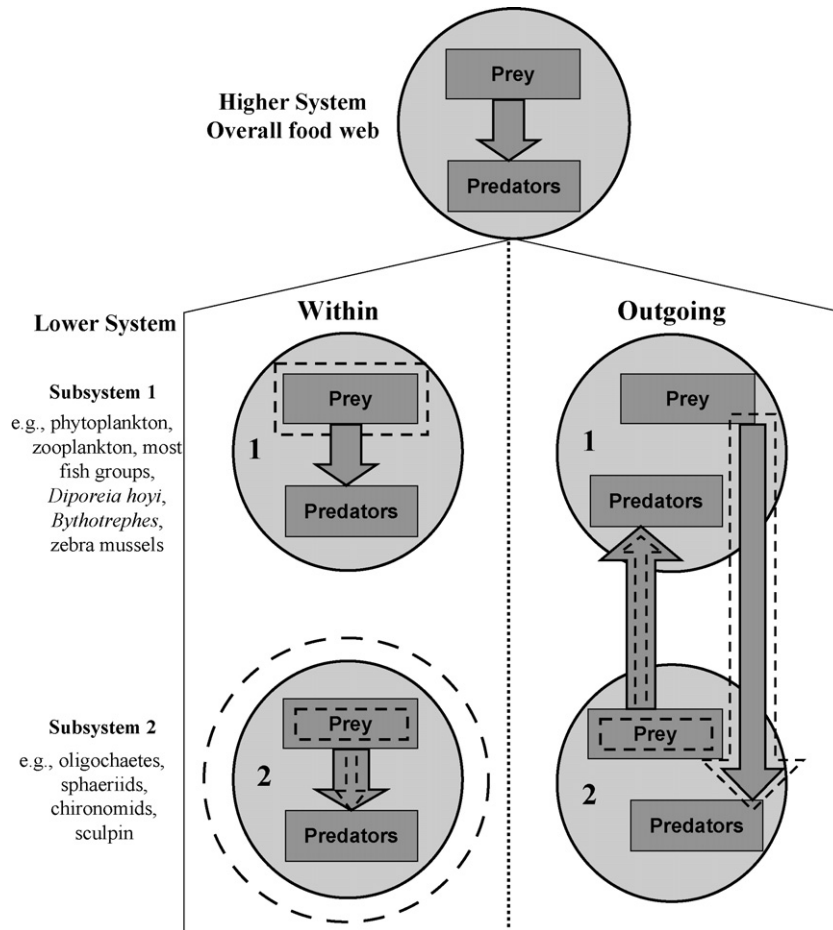 Prey
Higher System
Overall food web
Predators
Lower System
Within
Outgoing
Subsystem 1
e.g., phytoplankton,
zooplankton, most
fish groups,
Diporeia hoyi,
Bythotrephes,
zebra mussels
Prey
1
Predators
Prey
1
Predators
Subsystem 2
e.g., oligochaetes,
sphaeriids,
chironomids,
sculpin
Prey
2
Predators
Prey
2
Predators